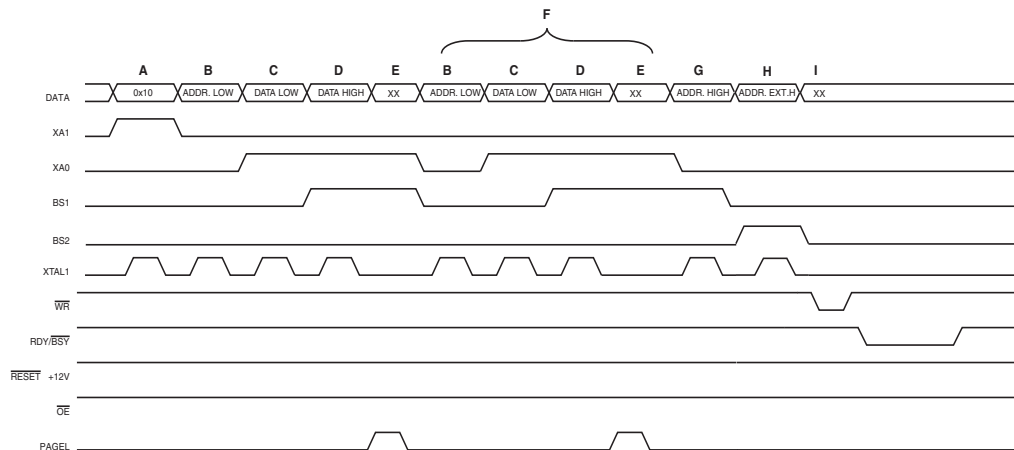 F
A B C D E B C D E G H I
DATA 0x10 ADDR. LOW DATA LOW DATA HIGH XX ADDR. LOW DATA LOW DATA HIGH XX ADDR. HIGH ADDR. EXT.H XX
XA1
XA0
BS1
BS2
XTAL1
WR
RDY/BSY
RESET +12V
OE
PAGEL